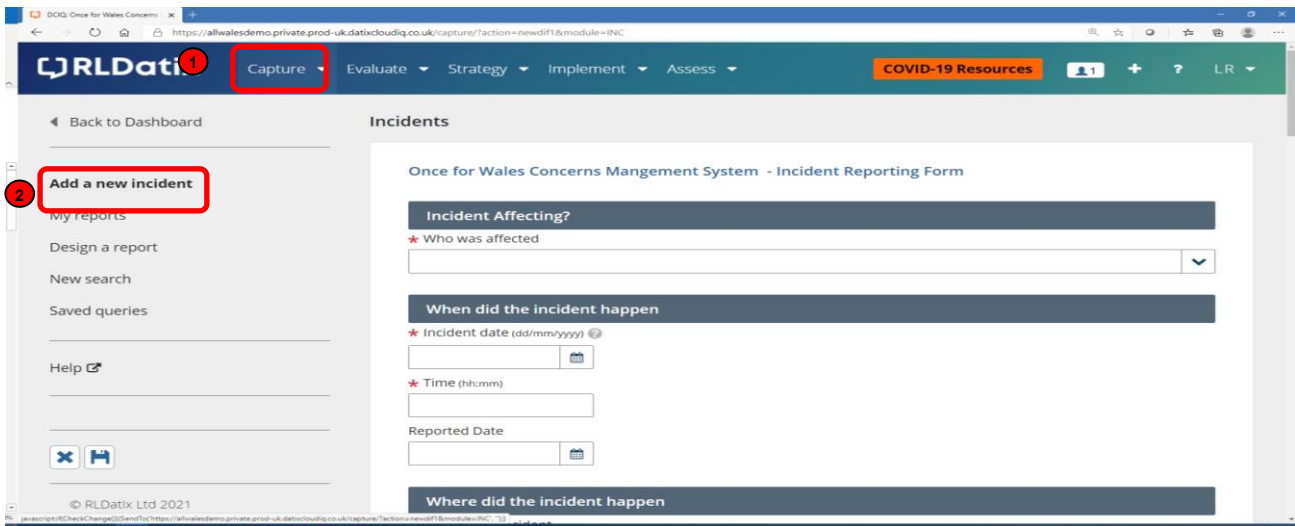 DCIQ: Once for Wales Concerns
https://allwalesdemo.private.prod-uk.datixcloudiq.co.uk/capture/?action=newdif1&module=INC
RLDati
1
Capture
Evaluate
Strategy
Implement
Assess
COVID-19 Resources
1
?
LR
Back to Dashboard
Incidents
Once for Wales Concerns Mangement System - Incident Reporting Form
2
Add a new incident
My reports
Design a report
New search
Saved queries
Help
© RLDatix Ltd 2021
Incident Affecting?
* Who was affected
When did the incident happen
* Incident date (dd/mm/yyyy) ?
* Time (hh:mm)
Reported Date
Where did the incident happen